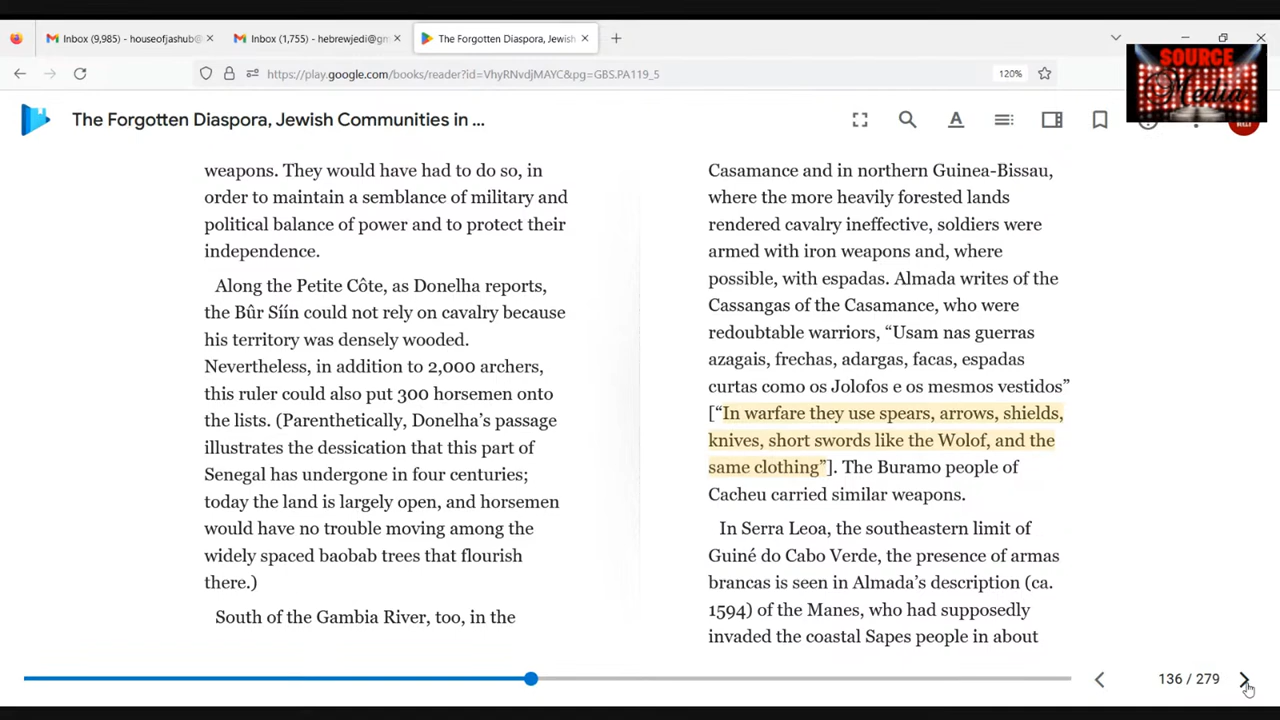 Inbox (9,985) - houseofjashub@
Inbox (1,755) - hebrewjedi@gm
The Forgotten Diaspora, Jewish
https://play.google.com/books/reader?id=VhyRNvdjMAYC&pg=GBS.PA119_5
120%
SOURCE
Media
The Forgotten Diaspora, Jewish Communities in ...
weapons. They would have had to do so, in
order to maintain a semblance of military and
political balance of power and to protect their
independence.
Along the Petite Côte, as Donelha reports,
the Bûr Síín could not rely on cavalry because
his territory was densely wooded.
Nevertheless, in addition to 2,000 archers,
this ruler could also put 300 horsemen onto
the lists. (Parenthetically, Donelha's passage
illustrates the dessication that this part of
Senegal has undergone in four centuries;
today the land is largely open, and horsemen
would have no trouble moving among the
widely spaced baobab trees that flourish
there.)
South of the Gambia River, too, in the
Casamance and in northern Guinea-Bissau,
where the more heavily forested lands
rendered cavalry ineffective, soldiers were
armed with iron weapons and, where
possible, with espadas. Almada writes of the
Cassangas of the Casamance, who were
redoubtable warriors, “Usam nas guerras
azagais, frechas, adargas, facas, espadas
curtas como os Jolofos e os mesmos vestidos”
[“In warfare they use spears, arrows, shields,
knives, short swords like the Wolof, and the
same clothing”]. The Buramo people of
Cacheu carried similar weapons.
In Serra Leoa, the southeastern limit of
Guiné do Cabo Verde, the presence of armas
brancas is seen in Almada's description (ca.
1594) of the Manes, who had supposedly
invaded the coastal Sapes people in about
136 / 279